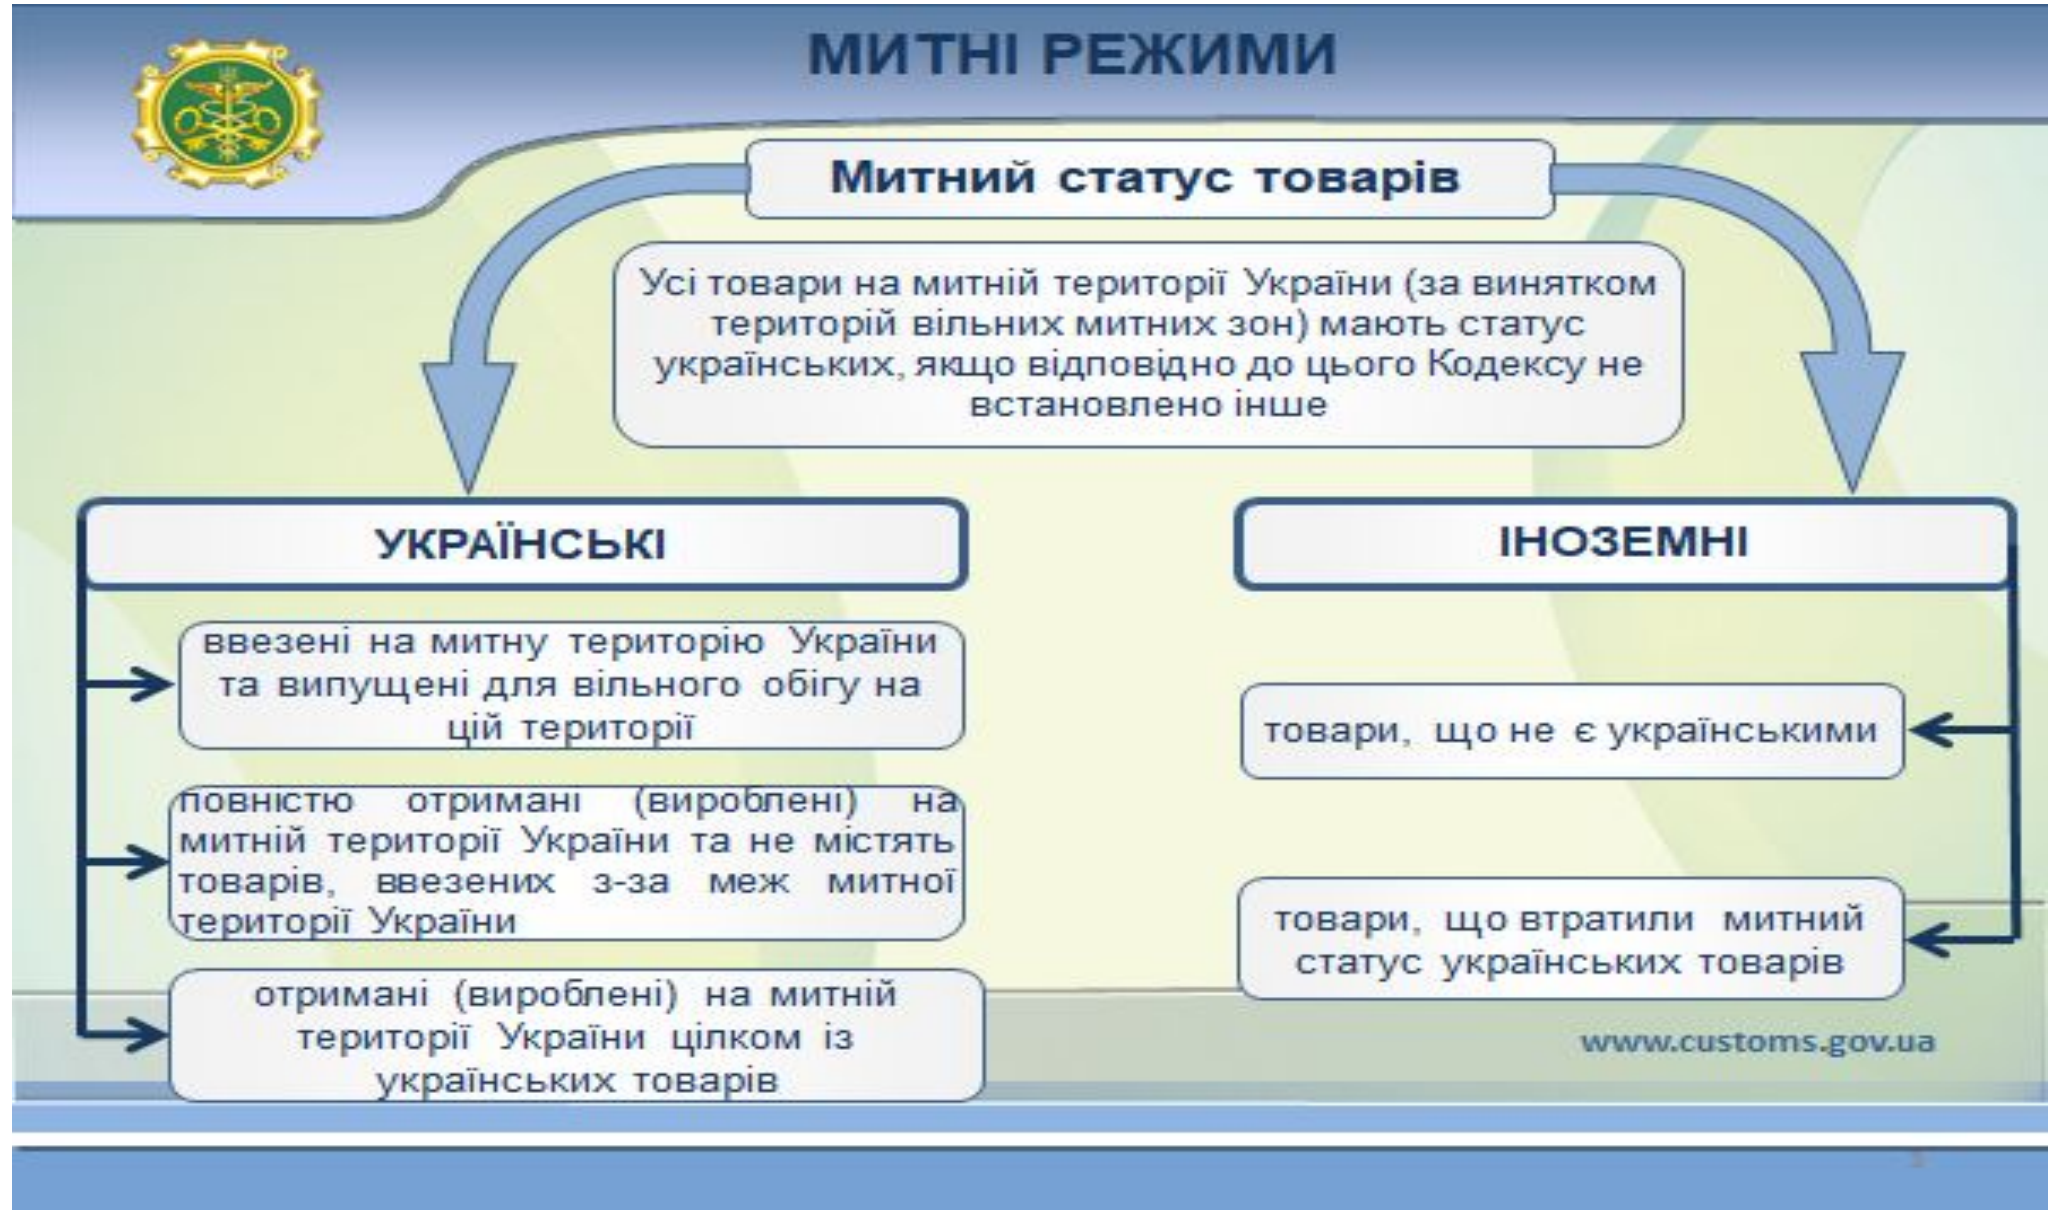 МИТНІ РЕЖИМИ
Митний статус товарів
Усі товари на митній території України (за винятком
територій вільних митних зон) мають статус
українських, якщо відповідно до цього Кодексу не
встановлено інше
УКРАЇНСЬКІ
ввезені на митну територію України
та випущені для вільного обігу на
цій території
повністю отримані (вироблені) на
митній території України та не містять
товарів, ввезених з-за меж митної
території України
отримані (вироблені) на митній
території України цілком із
українських товарів
ІНОЗЕМНІ
товари, що не є українськими
товари, що втратили митний
статус українських товарів
www.customs.gov.ua